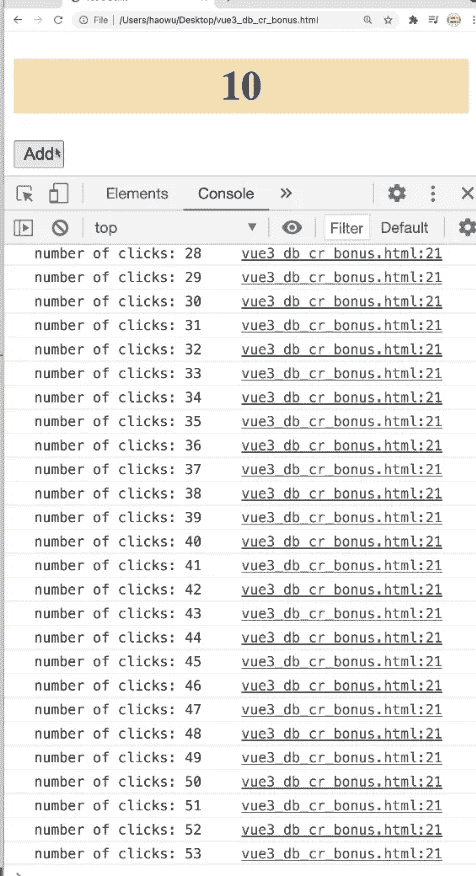 File | /Users/haowu/Desktop/vue3_db_cr_bonus.html
10
Add
Elements Console »
top Filter Default
number of clicks: 28 vue3_db_cr_bonus.html:21
number of clicks: 29 vue3_db_cr_bonus.html:21
number of clicks: 30 vue3_db_cr_bonus.html:21
number of clicks: 31 vue3_db_cr_bonus.html:21
number of clicks: 32 vue3_db_cr_bonus.html:21
number of clicks: 33 vue3_db_cr_bonus.html:21
number of clicks: 34 vue3_db_cr_bonus.html:21
number of clicks: 35 vue3_db_cr_bonus.html:21
number of clicks: 36 vue3_db_cr_bonus.html:21
number of clicks: 37 vue3_db_cr_bonus.html:21
number of clicks: 38 vue3_db_cr_bonus.html:21
number of clicks: 39 vue3_db_cr_bonus.html:21
number of clicks: 40 vue3_db_cr_bonus.html:21
number of clicks: 41 vue3_db_cr_bonus.html:21
number of clicks: 42 vue3_db_cr_bonus.html:21
number of clicks: 43 vue3_db_cr_bonus.html:21
number of clicks: 44 vue3_db_cr_bonus.html:21
number of clicks: 45 vue3_db_cr_bonus.html:21
number of clicks: 46 vue3_db_cr_bonus.html:21
number of clicks: 47 vue3_db_cr_bonus.html:21
number of clicks: 48 vue3_db_cr_bonus.html:21
number of clicks: 49 vue3_db_cr_bonus.html:21
number of clicks: 50 vue3_db_cr_bonus.html:21
number of clicks: 51 vue3_db_cr_bonus.html:21
number of clicks: 52 vue3_db_cr_bonus.html:21
number of clicks: 53 vue3_db_cr_bonus.html:21